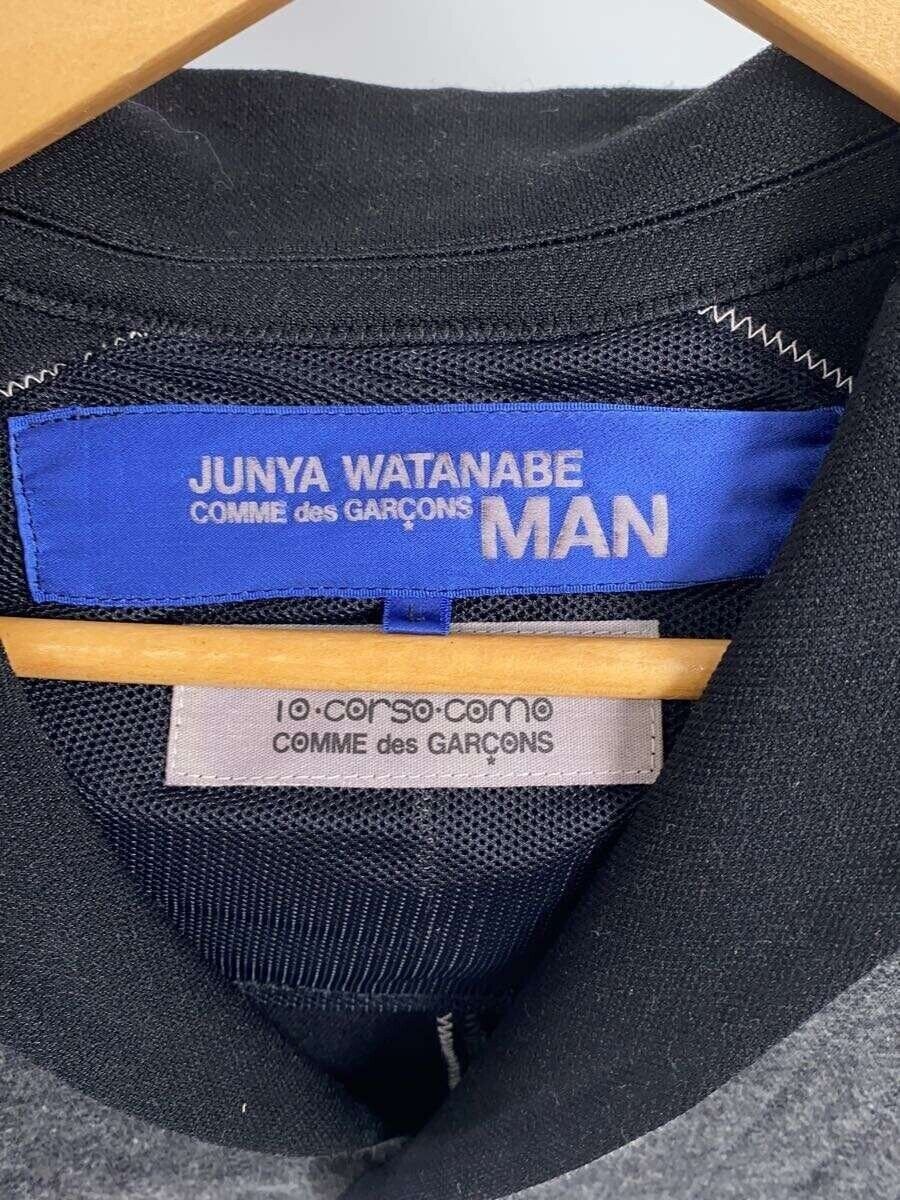 JUNYA WATANABE
COMME des GARÇONS MAN
10·corso·como
COMME des GARÇONS